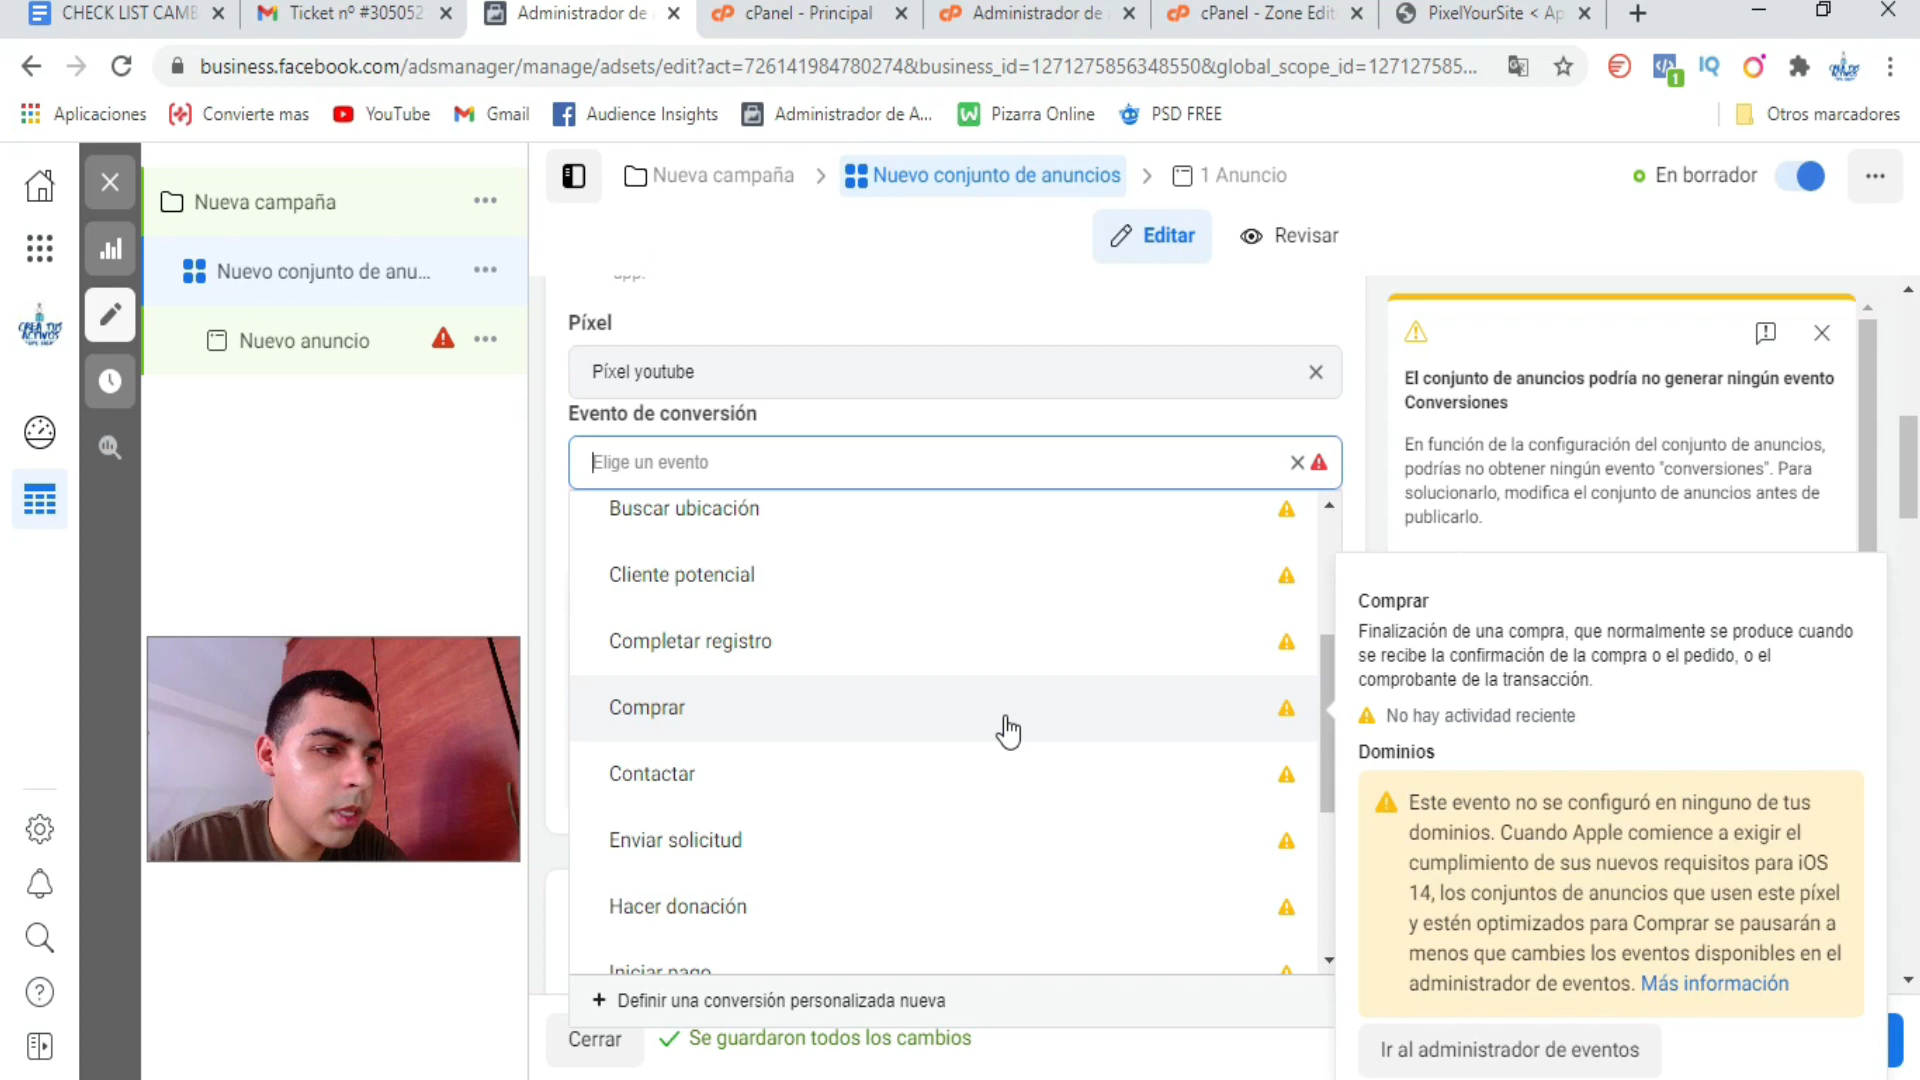 CHECK LIST CAMB
Ticket nº #305052
Administrador de
cPanel - Principal
Administrador de
cPanel - Zone Edit
PixelYourSite < Ap
business.facebook.com/adsmanager/manage/adsets/edit?act=726141984780274&business_id=1271275856348550&global_scope_id=127127585...
1
IQ
Aplicaciones
Convierte mas
YouTube
Gmail
Audience Insights
Administrador de A...
Pizarra Online
PSD FREE
Otros marcadores
Nueva campaña
Nuevo conjunto de anuncios
1 Anuncio
En borrador
Editar
Revisar
Nueva campaña
Nuevo conjunto de anu...
Nuevo anuncio
CREA TUS
ACTIVOS
app.
Píxel
Píxel youtube
Evento de conversión
Elige un evento
Buscar ubicación
Cliente potencial
Completar registro
Comprar
Contactar
Enviar solicitud
Hacer donación
Iniciar pago
+ Definir una conversión personalizada nueva
Cerrar
Se guardaron todos los cambios
El conjunto de anuncios podría no generar ningún evento
Conversiones
En función de la configuración del conjunto de anuncios,
podrías no obtener ningún evento "conversiones". Para
solucionarlo, modifica el conjunto de anuncios antes de
publicarlo.
Comprar
Finalización de una compra, que normalmente se produce cuando
se recibe la confirmación de la compra o el pedido, o el
comprobante de la transacción.
No hay actividad reciente
Dominios
Este evento no se configuró en ninguno de tus
dominios. Cuando Apple comience a exigir el
cumplimiento de sus nuevos requisitos para iOS
14, los conjuntos de anuncios que usen este píxel
y estén optimizados para Comprar se pausarán a
menos que cambies los eventos disponibles en el
administrador de eventos. Más información
Ir al administrador de eventos